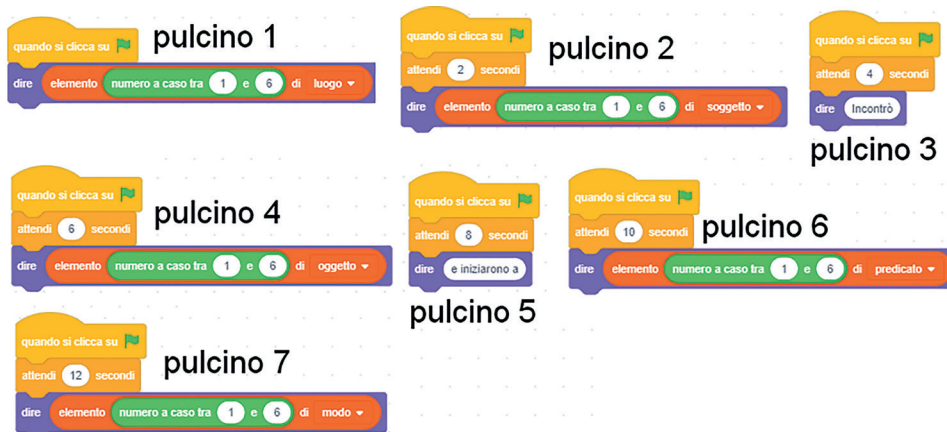 quando si clicca su
pulcino 1
dire elemento numero a caso tra 1 e 6 di luogo
quando si clicca su
attendi 2 secondi
pulcino 2
dire elemento numero a caso tra 1 e 6 di soggetto
quando si clicca su
attendi 4 secondi
dire Incontrò
pulcino 3
quando si clicca su
attendi 6 secondi
pulcino 4
dire elemento numero a caso tra 1 e 6 di oggetto
quando si clicca su
attendi 8 secondi
dire e iniziarono a
pulcino 5
quando si clicca su
attendi 10 secondi
pulcino 6
dire elemento numero a caso tra 1 e 6 di predicato
quando si clicca su
attendi 12 secondi
pulcino 7
dire elemento numero a caso tra 1 e 6 di modo